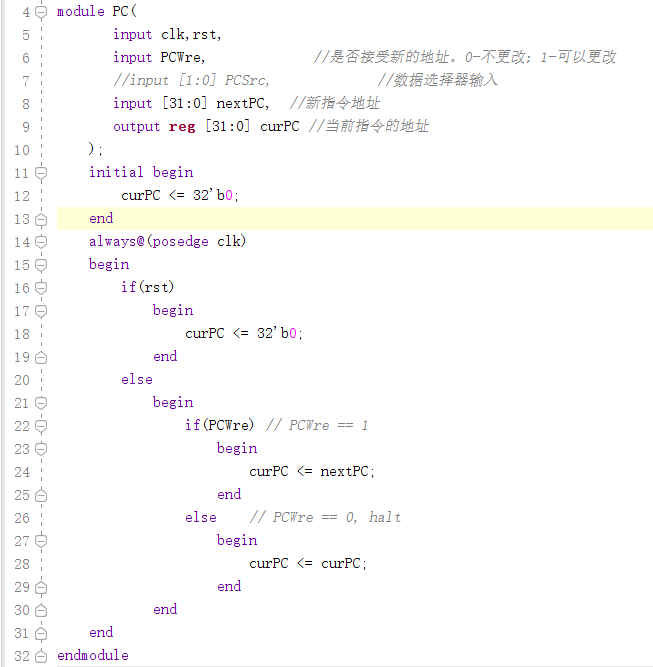 4 module PC(
5 input clk,rst,
6 input PCWre, //是否接受新的地址。0-不更改；1-可以更改
7 //input [1:0] PCSrc, //数据选择器输入
8 input [31:0] nextPC, //新指令地址
9 output reg [31:0] curPC //当前指令的地址
10 );
11 initial begin
12 curPC <= 32'b0;
13 end
14 always@(posedge clk)
15 begin
16 if(rst)
17 begin
18 curPC <= 32'b0;
19 end
20 else
21 begin
22 if(PCWre) // PCWre == 1
23 begin
24 curPC <= nextPC;
25 end
26 else // PCWre == 0, halt
27 begin
28 curPC <= curPC;
29 end
30 end
31 end
32 endmodule